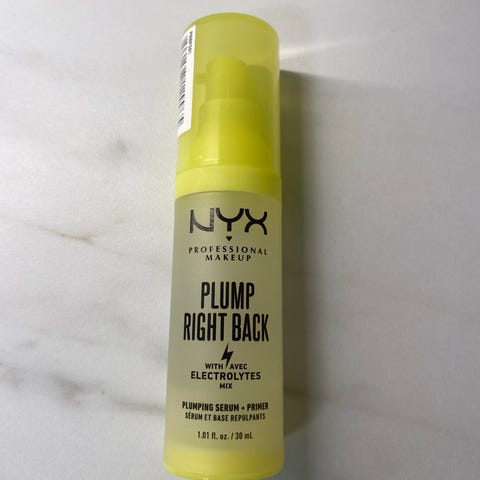 NYX
PROFESSIONAL
MAKEUP
PLUMP
RIGHT BACK
WITH AVEC
ELECTROLYTES
MIX
PLUMPING SERUM + PRIMER
SÉRUM ET BASE REPULPANTS
1.01 fl. oz. / 30 mL